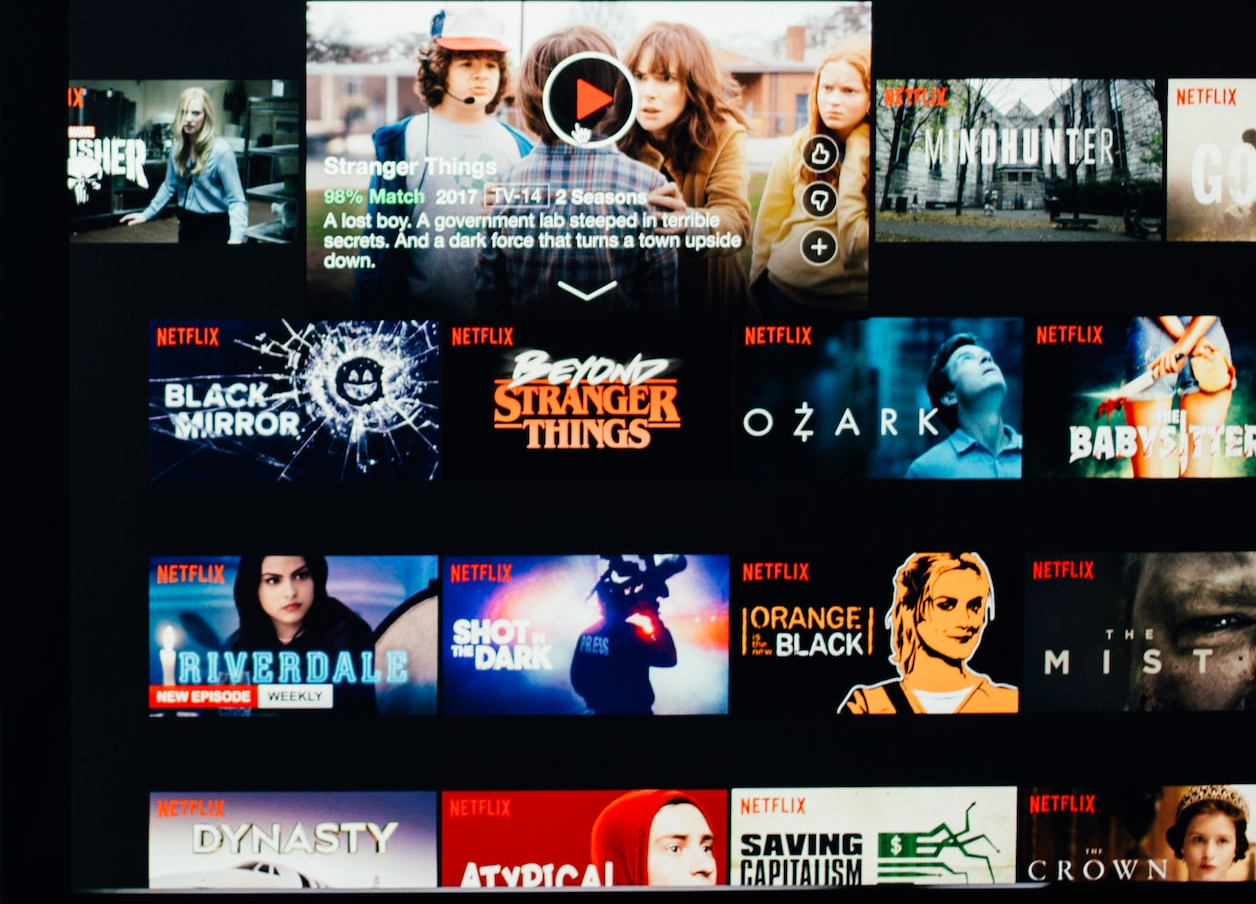 MARVEL
ISHER
Stranger Things
98% Match 2017 TV-14 2 Seasons
A lost boy. A government lab steeped in terrible
secrets. And a dark force that turns a town upside
down.
NETFLIX
MINDHUNTER
NETFLIX
GO
NETFLIX
BLACK
MIRROR
NETFLIX
BEYOND
STRANGER
THINGS
NETFLIX
OZARK
NETFLIX
THE
BABYSITTER
NETFLIX
RIVERDALE
NEW EPISODE WEEKLY
NETFLIX
SHOT IN
THE DARK
PRESS
NETFLIX
ORANGE
is the new BLACK
NETFLIX
THE
MIST
NETFLIX
DYNASTY
NETFLIX
ATYPICAL
NETFLIX
SAVING
CAPITALISM
$
NETFLIX
THE
CROWN